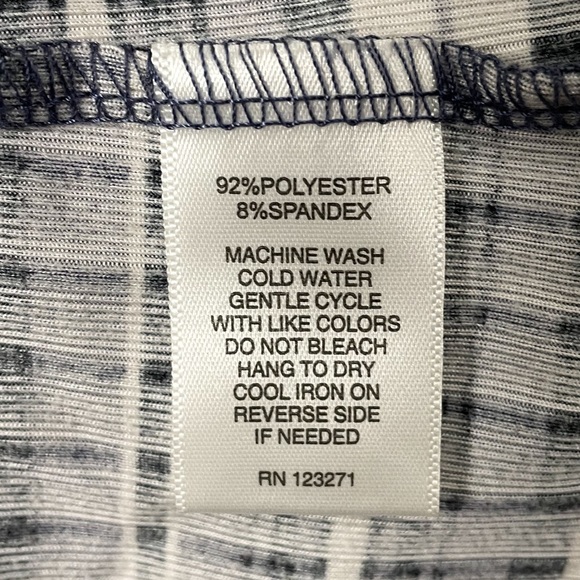 92%POLYESTER
8%SPANDEX
MACHINE WASH
COLD WATER
GENTLE CYCLE
WITH LIKE COLORS
DO NOT BLEACH
HANG TO DRY
COOL IRON ON
REVERSE SIDE
IF NEEDED
RN 123271